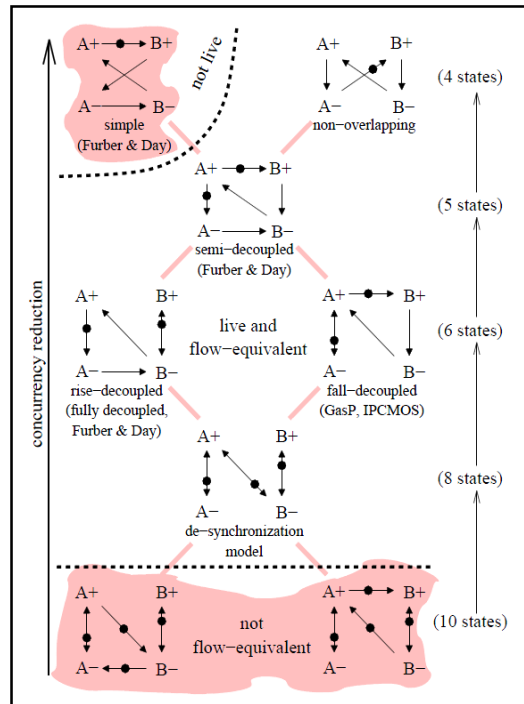 A+ B+
A− B−
simple
(Furber & Day)
not live
A+ B+
A− B−
non−overlapping
(4 states)
A+ B+
A− B−
semi−decoupled
(Furber & Day)
(5 states)
concurrency reduction
A+ B+
A− B−
rise−decoupled
(fully decoupled,
Furber & Day)
live and
flow−equivalent
A+ B+
A− B−
fall−decoupled
(GasP, IPCMOS)
(6 states)
A+ B+
A− B−
de−synchronization
model
(8 states)
A+ B+
A− B−
not
flow−equivalent
A+ B+
A− B−
(10 states)